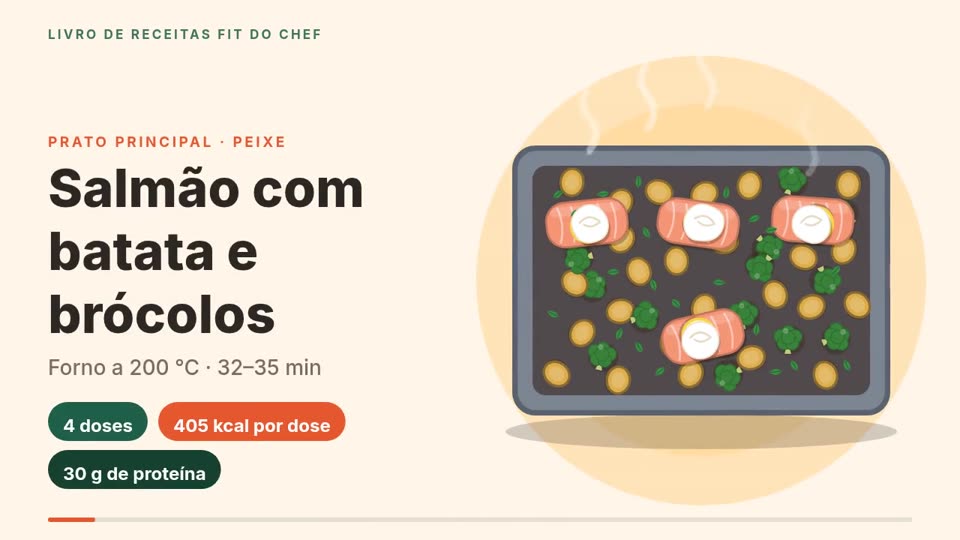 LIVRO DE RECEITAS FIT DO CHEF
PRATO PRINCIPAL · PEIXE
Salmão com
batata e
brócolos
Forno a 200 °C · 32–35 min
4 doses
405 kcal por dose
30 g de proteína